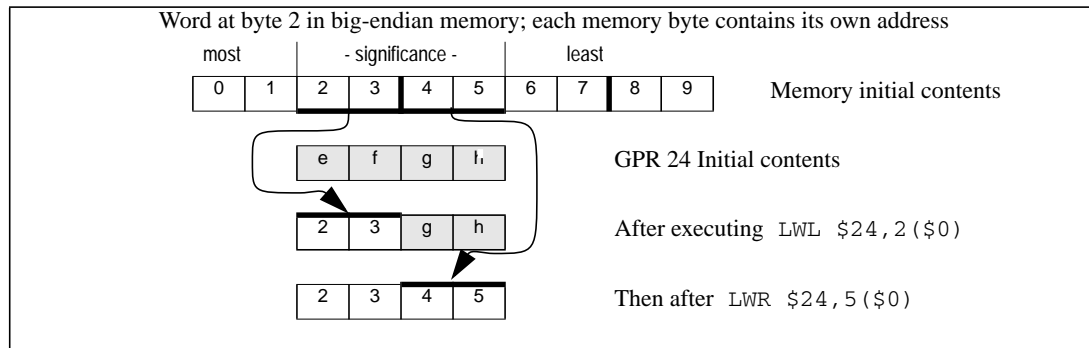 Word at byte 2 in big-endian memory; each memory byte contains its own address
most - significance - least
0 1 2 3 4 5 6 7 8 9 Memory initial contents
e f g h GPR 24 Initial contents
2 3 g h After executing LWL $24,2($0)
2 3 4 5 Then after LWR $24,5($0)